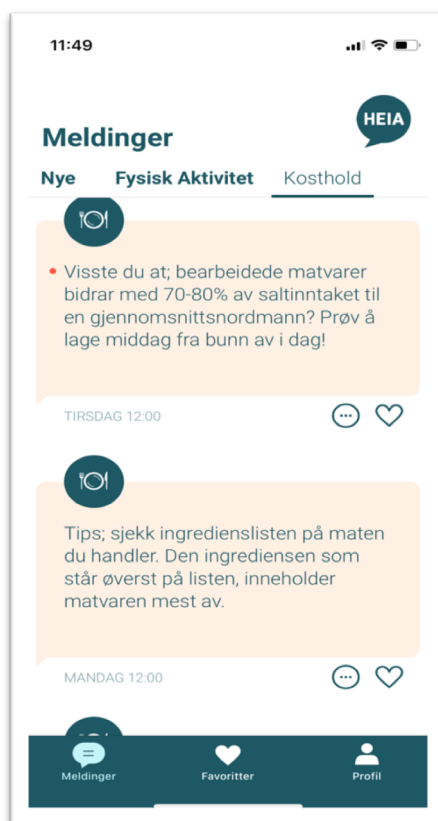 11:49
HEIA
Meldinger
Nye Fysisk Aktivitet Kosthold
Visste du at; bearbeidede matvarer
bidrar med 70-80% av saltinntaket til
en gjennomsnittsnordmann? Prøv å
lage middag fra bunn av i dag!
TIRSDAG 12:00
Tips; sjekk ingredienslisten på maten
du handler. Den ingrediensen som
står øverst på listen, inneholder
matvaren mest av.
MANDAG 12:00
Meldinger Favoritter Profil